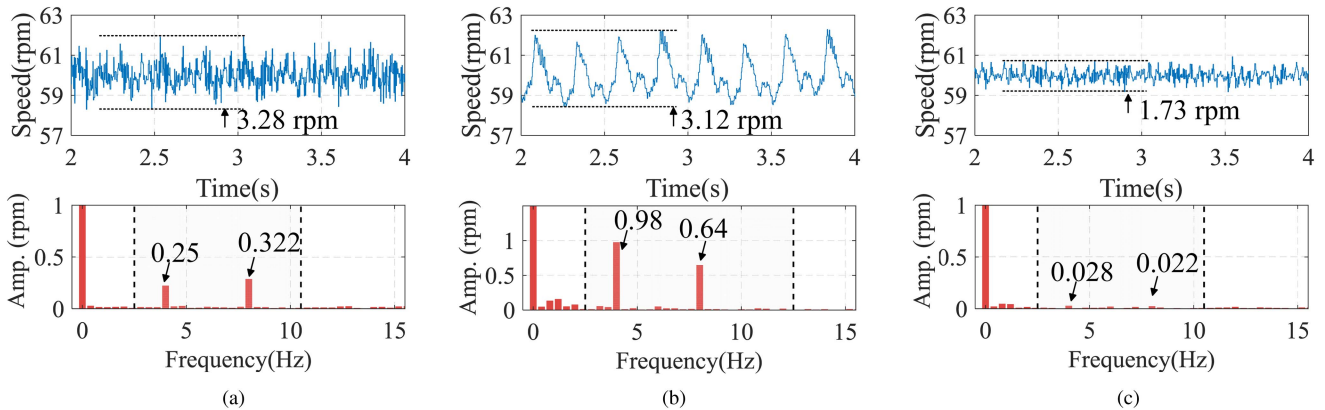 63
61
59
57
Speed(rpm)
3.28 rpm
2 2.5 3 3.5 4
Time(s)
1
0.5
0
Amp. (rpm)
0.25
0.322
0 5 10 15
Frequency(Hz)
(a)
63
61
59
57
Speed(rpm)
3.12 rpm
2 2.5 3 3.5 4
Time(s)
1
0.5
0
Amp. (rpm)
0.98
0.64
0 5 10 15
Frequency(Hz)
(b)
63
61
59
57
Speed(rpm)
1.73 rpm
2 2.5 3 3.5 4
Time(s)
1
0.5
0
Amp. (rpm)
0.028
0.022
0 5 10 15
Frequency(Hz)
(c)